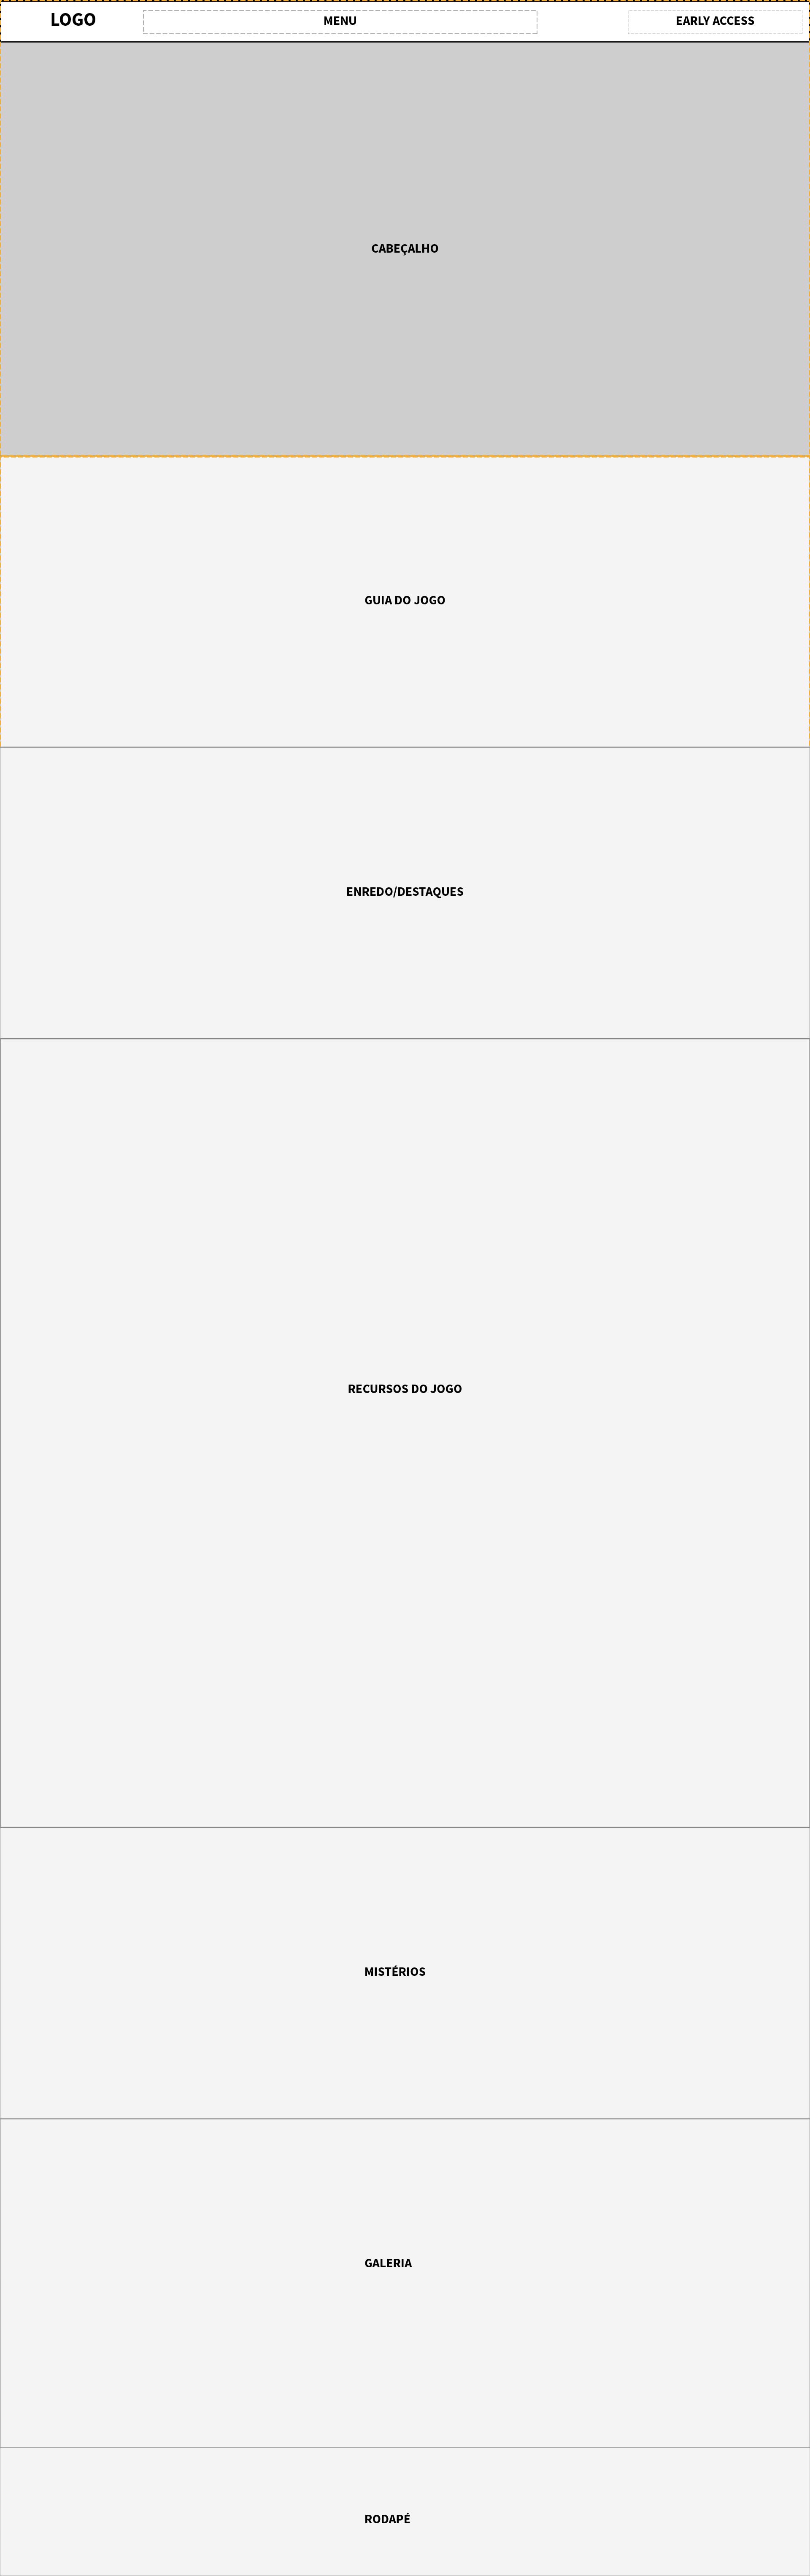 LOGO
MENU
EARLY ACCESS
CABEÇALHO
GUIA DO JOGO
ENREDO/DESTAQUES
RECURSOS DO JOGO
MISTÉRIOS
GALERIA
RODAPÉ